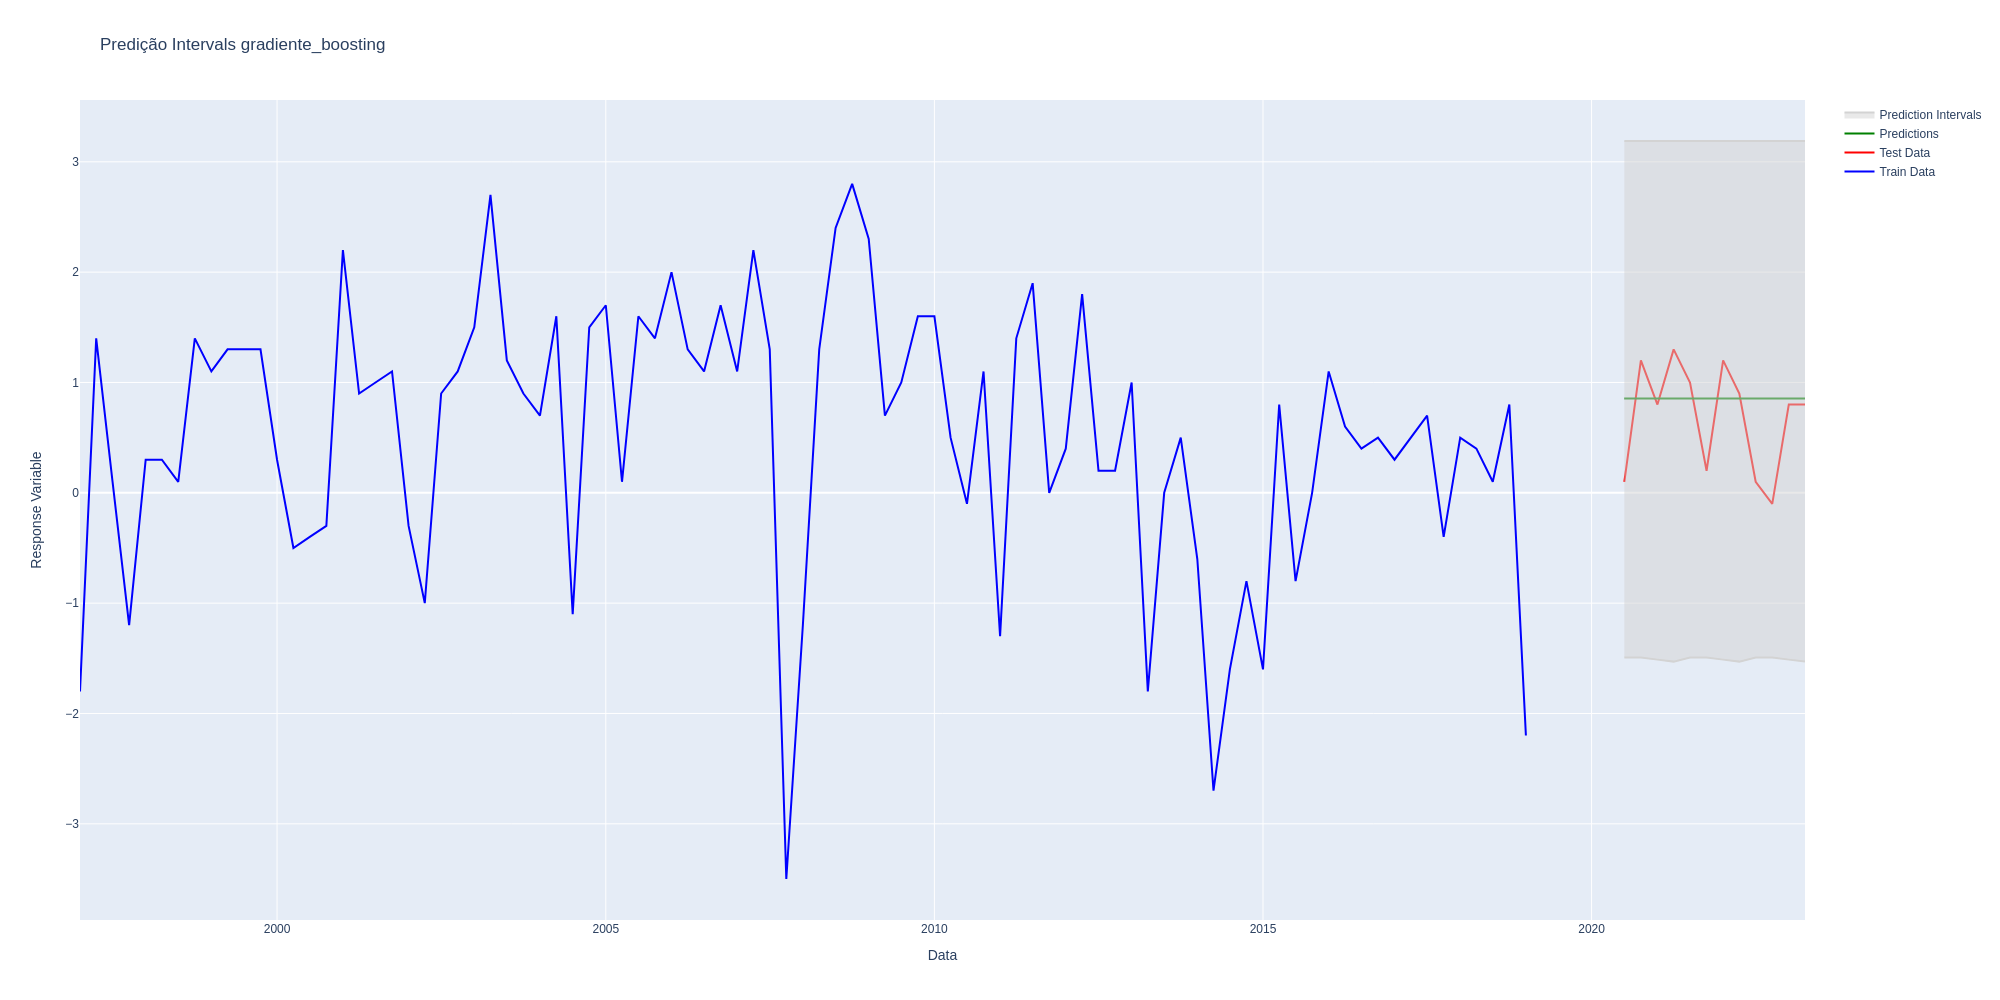 Predição Intervals gradiente_boosting
Prediction Intervals
Predictions
Test Data
Train Data
Response Variable
3
2
1
0
−1
−2
−3
2000
2005
2010
2015
2020
Data